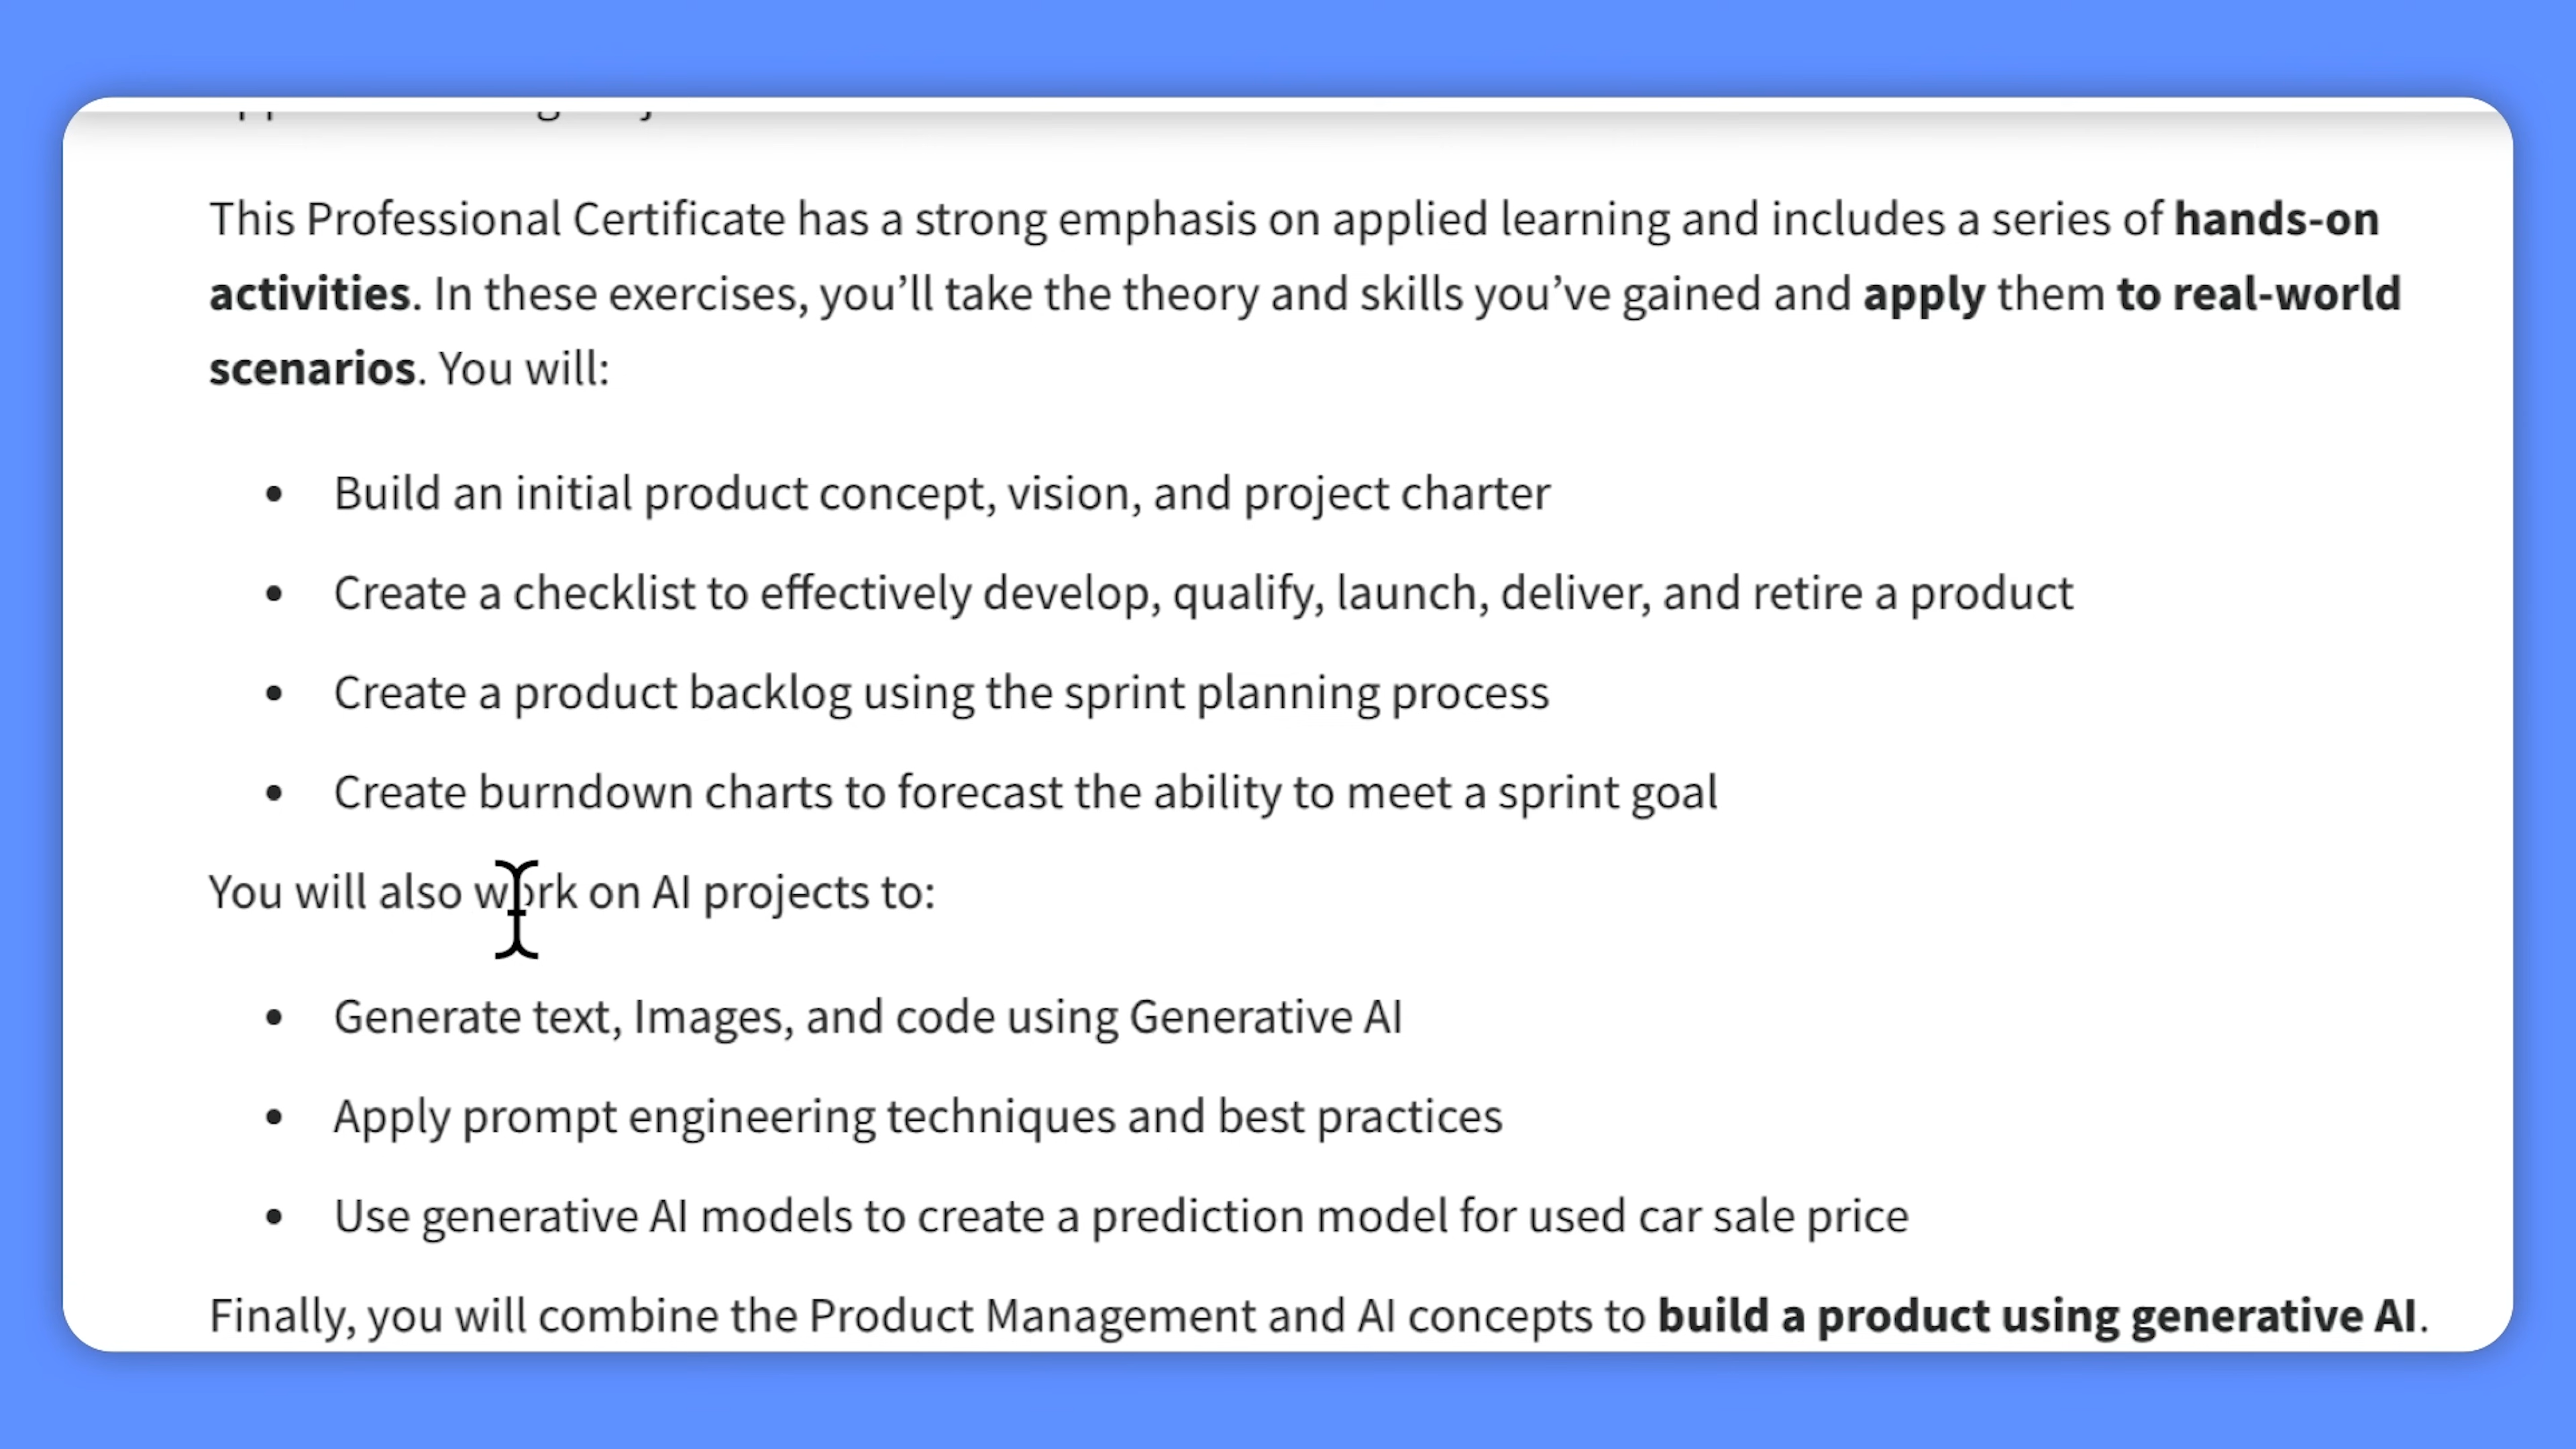 This Professional Certificate has a strong emphasis on applied learning and includes a series of hands-on
activities. In these exercises, you’ll take the theory and skills you’ve gained and apply them to real-world
scenarios. You will:
• Build an initial product concept, vision, and project charter
• Create a checklist to effectively develop, qualify, launch, deliver, and retire a product
• Create a product backlog using the sprint planning process
• Create burndown charts to forecast the ability to meet a sprint goal
You will also work on AI projects to:
• Generate text, Images, and code using Generative AI
• Apply prompt engineering techniques and best practices
• Use generative AI models to create a prediction model for used car sale price
Finally, you will combine the Product Management and AI concepts to build a product using generative AI.